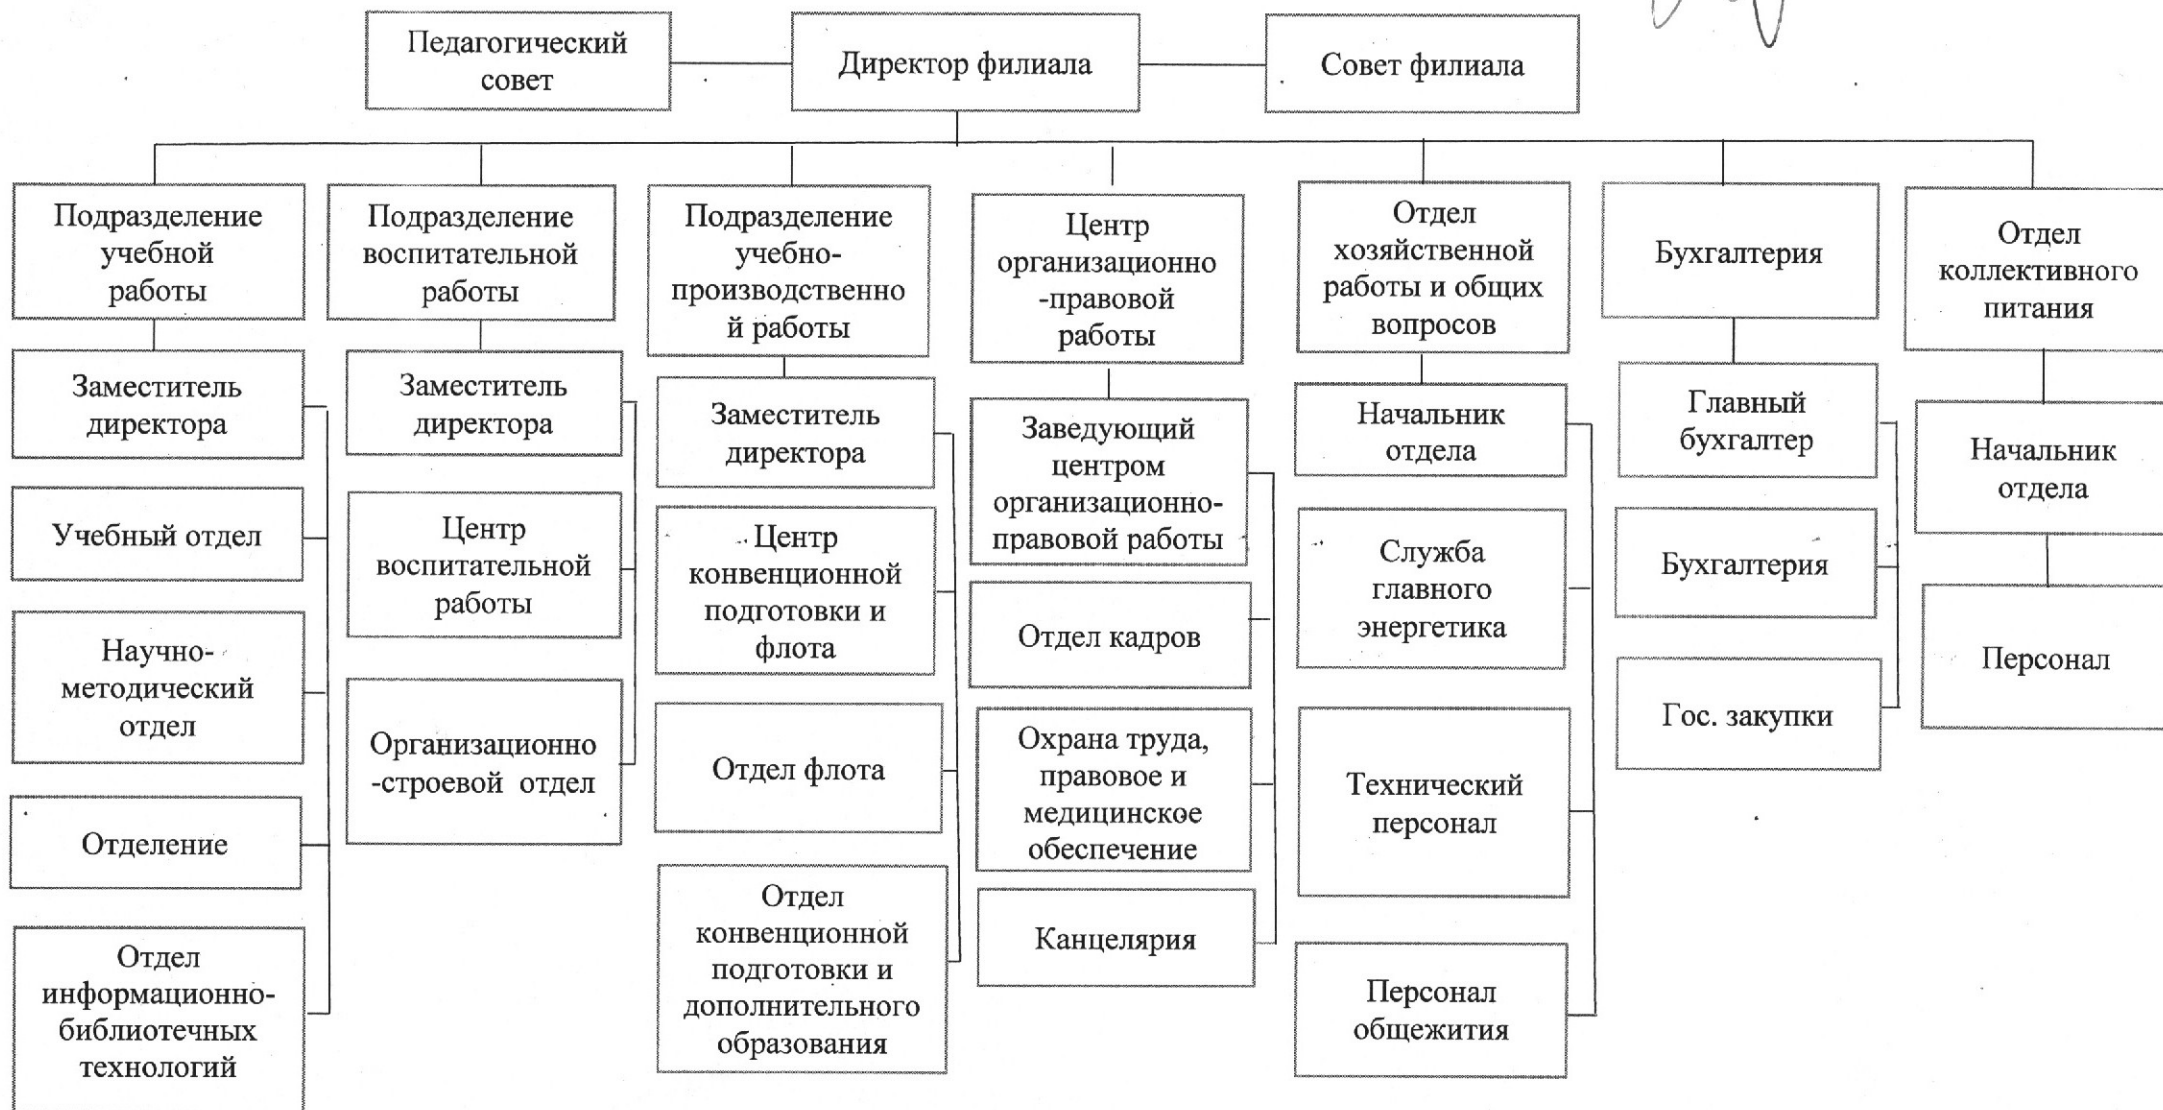 Педагогический
совет
Директор филиала
Совет филиала
Подразделение
учебной
работы
Подразделение
воспитательной
работы
Подразделение
учебно-
производственно
й работы
Центр
организационно
-правовой
работы
Отдел
хозяйственной
работы и общих
вопросов
Бухгалтерия
Отдел
коллективного
питания
Заместитель
директора
Учебный отдел
Научно-
методический
отдел
Отделение
Отдел
информационно-
библиотечных
технологий
Заместитель
директора
Центр
воспитательной
работы
Организационно
-строевой отдел
Заместитель
директора
Центр
конвенционной
подготовки и
флота
Отдел флота
Отдел
конвенционной
подготовки и
дополнительного
образования
Заведующий
центром
организационно-
правовой работы
Отдел кадров
Охрана труда,
правовое и
медицинское
обеспечение
Канцелярия
Начальник
отдела
Служба
главного
энергетика
Технический
персонал
Персонал
общежития
Главный
бухгалтер
Бухгалтерия
Гос. закупки
Начальник
отдела
Персонал